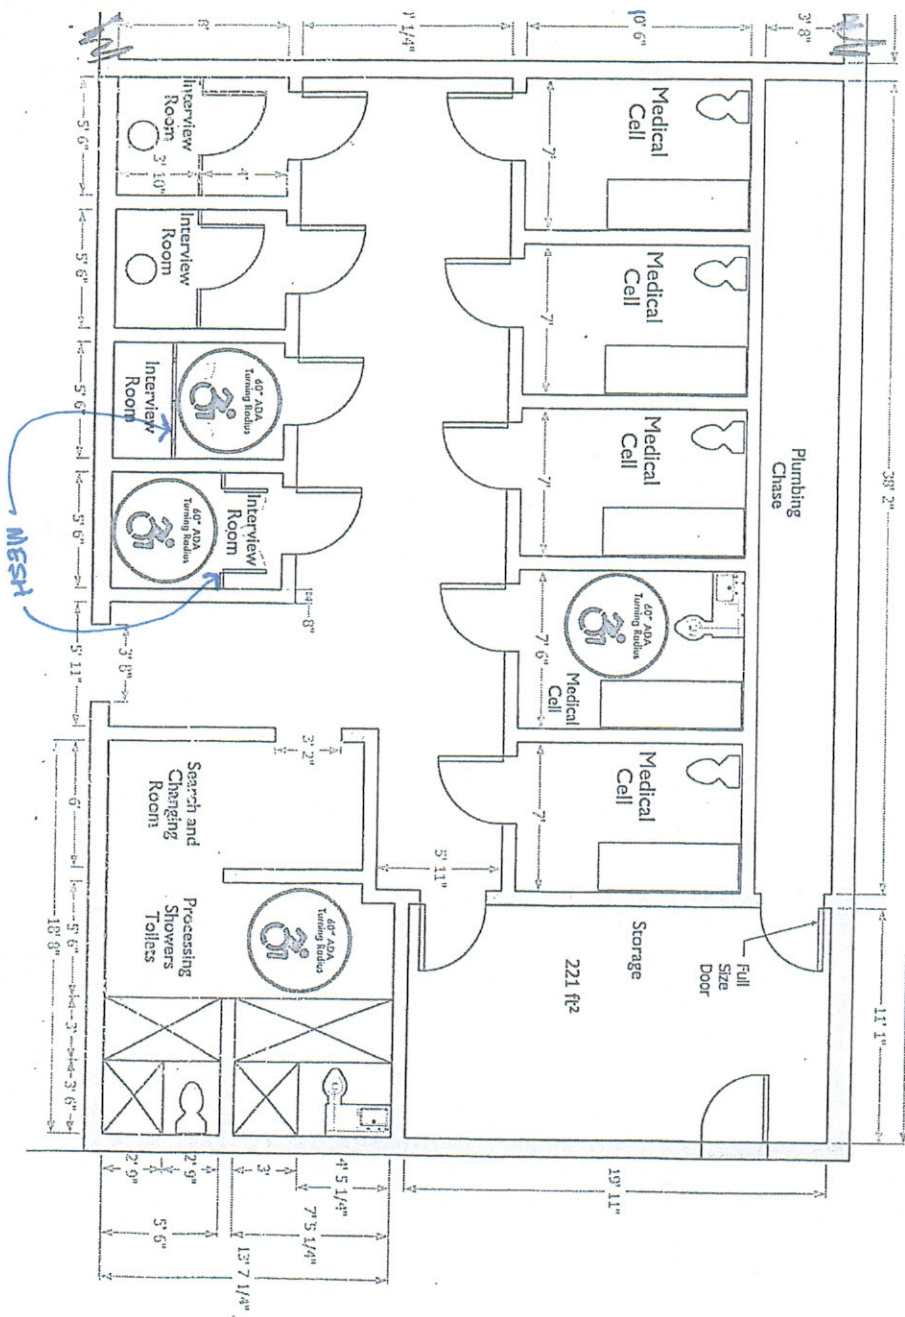 8'
1/4"
10' 6"
3' 8"
Interview
Room
5' 6"
3' 10"
4'
Medical
Cell
7'
Interview
Room
5' 6"
Medical
Cell
7'
Interview
Room
5' 6"
60" ADA
Turning Radius
Medical
Cell
7'
Plumbing
Chase
38' 2"
Interview
Room
5' 6"
60" ADA
Turning Radius
8"
MESH
60" ADA
Turning Radius
Medical
Cell
7' 6"
3' 8"
5' 11"
3' 2"
Medical
Cell
7'
Search and
Changing
Room
6'
5' 11"
Processing
Showers
Toilets
5' 6"
60" ADA
Turning Radius
Storage
221 ft²
Full
Size
Door
11' 1"
18' 8"
3'
3' 6"
2' 9"
2' 9"
3'
4' 5 1/4"
19' 11"
5' 6"
7' 5 1/4"
13' 7 1/4"